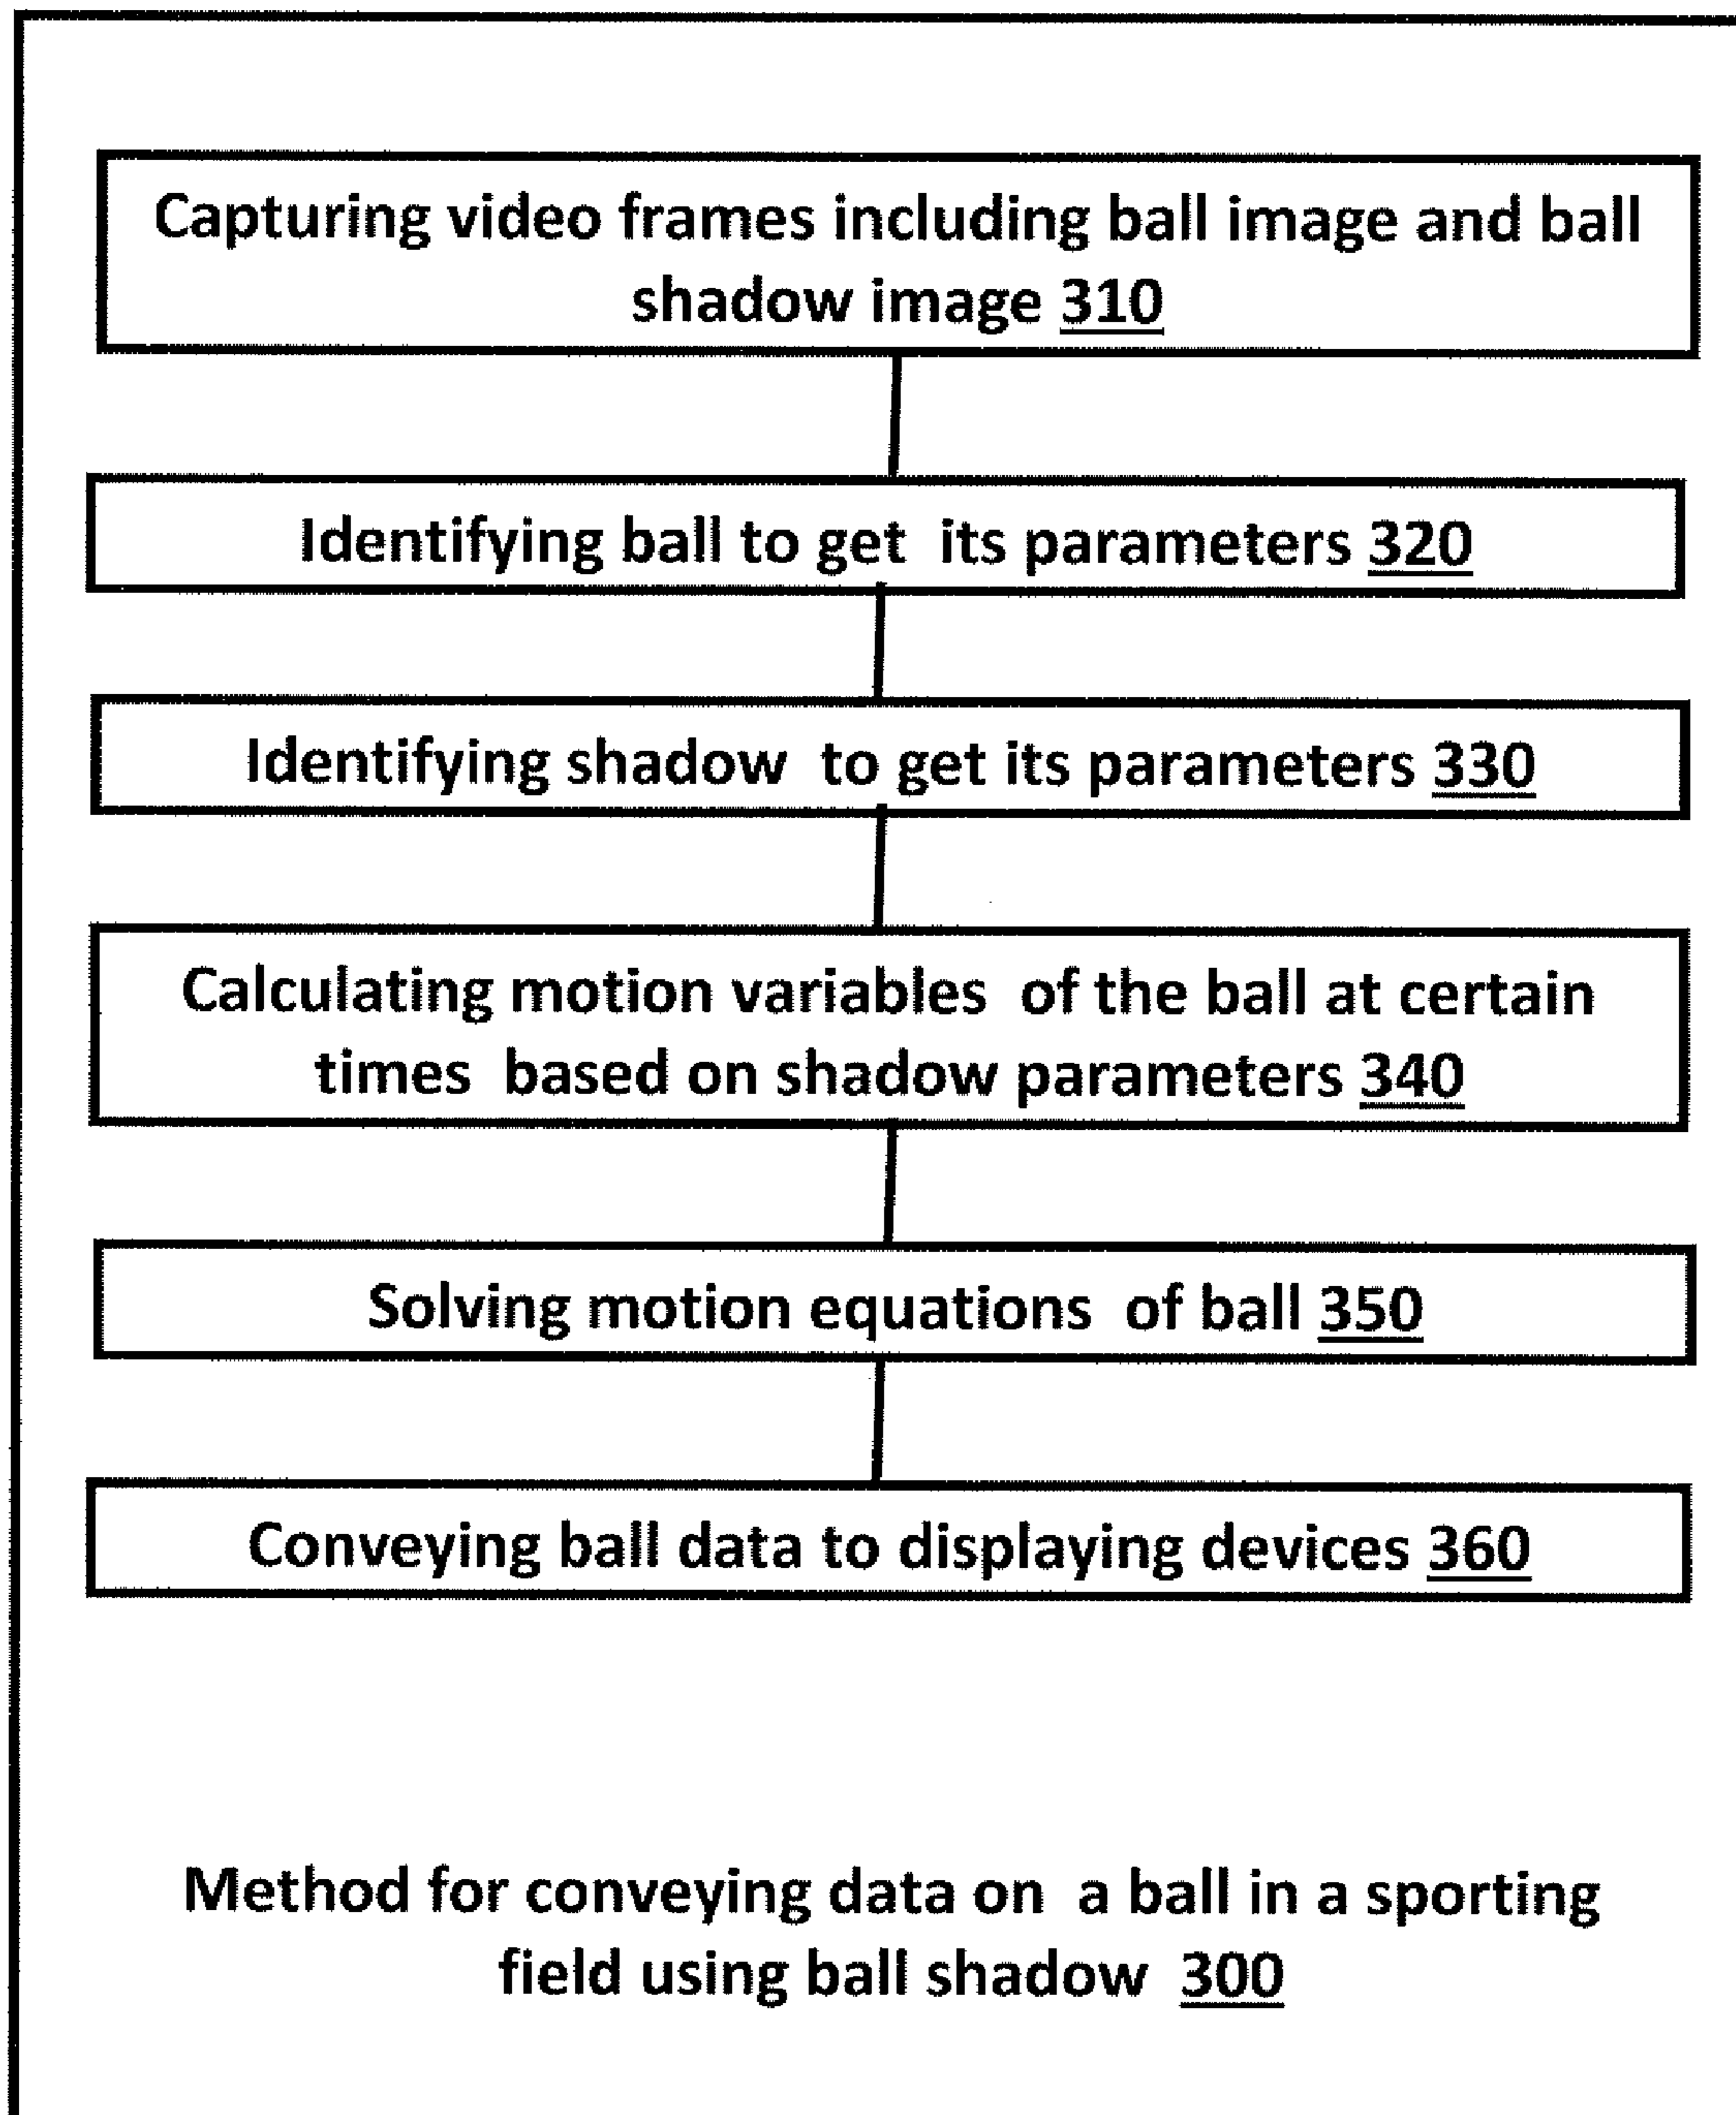 Capturing video frames including ball image and ball
shadow image 310
Identifying ball to get its parameters 320
Identifying shadow to get its parameters 330
Calculating motion variables of the ball at certain
times based on shadow parameters 340
Solving motion equations of ball 350
Conveying ball data to displaying devices 360
Method for conveying data on a ball in a sporting
field using ball shadow 300